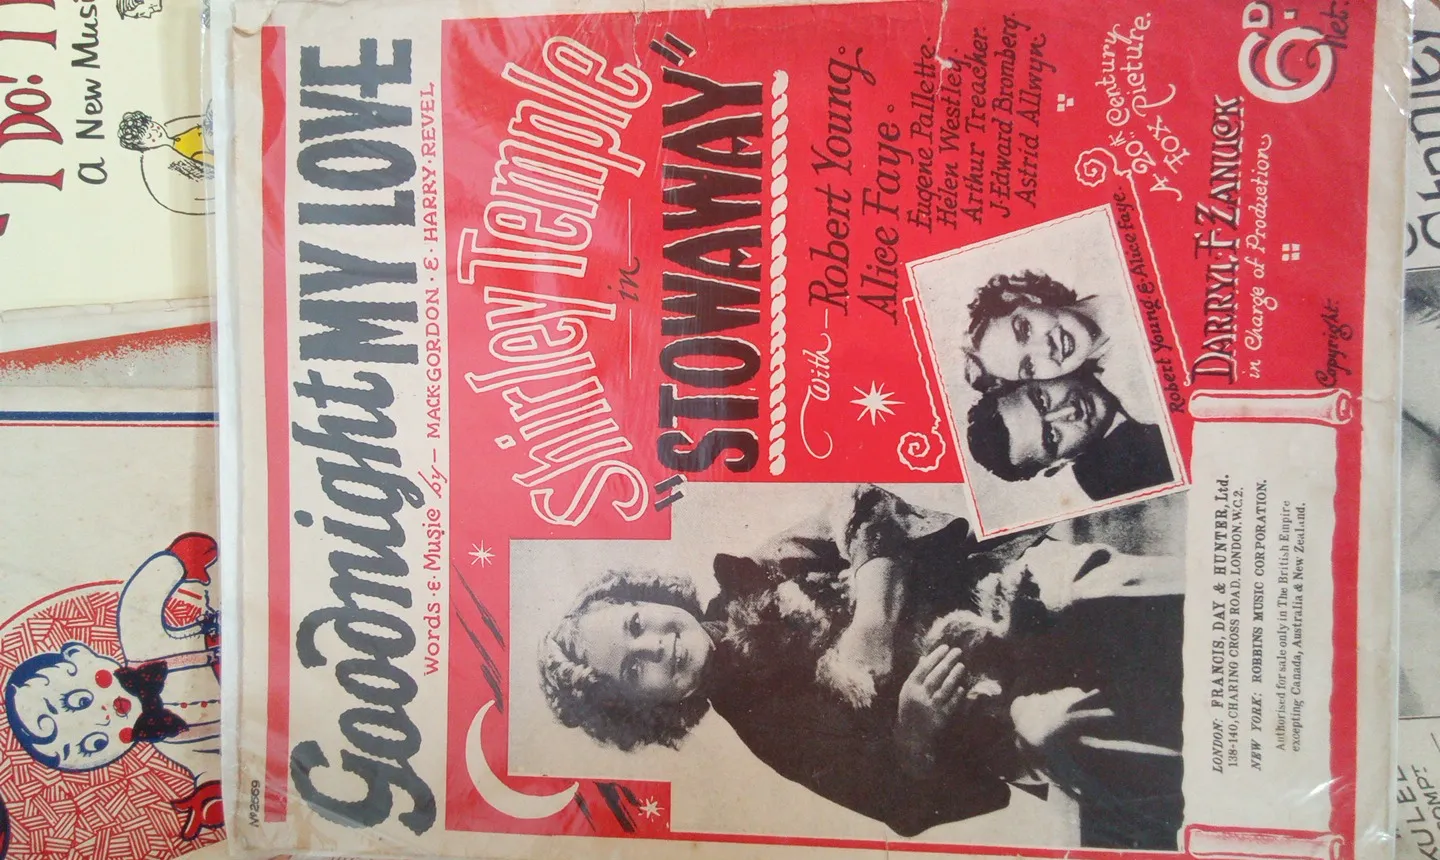 I DO! I
a New Musi
No 2569
Goodnight MY LOVE
Words & Music by — MACK GORDON & HARRY REVEL
Shirley Temple
in
"STOWAWAY"
With —
Robert Young.
Alice Faye.
Eugene Pallette.
Helen Westley.
Arthur Treacher.
J. Edward Bromberg.
Astrid Allwyn.
A 20th Century
FOX Picture.
Robert Young & Alice Faye.
DARRYL F. ZANUCK
in Charge of Production
Copyright.
6D
Net.
LONDON: FRANCIS, DAY & HUNTER, Ltd.
138-140, CHARING CROSS ROAD, LONDON, W.C.2.
NEW YORK: ROBBINS MUSIC CORPORATION.
Authorised for sale only in The British Empire
excepting Canada, Australia & New Zealand.